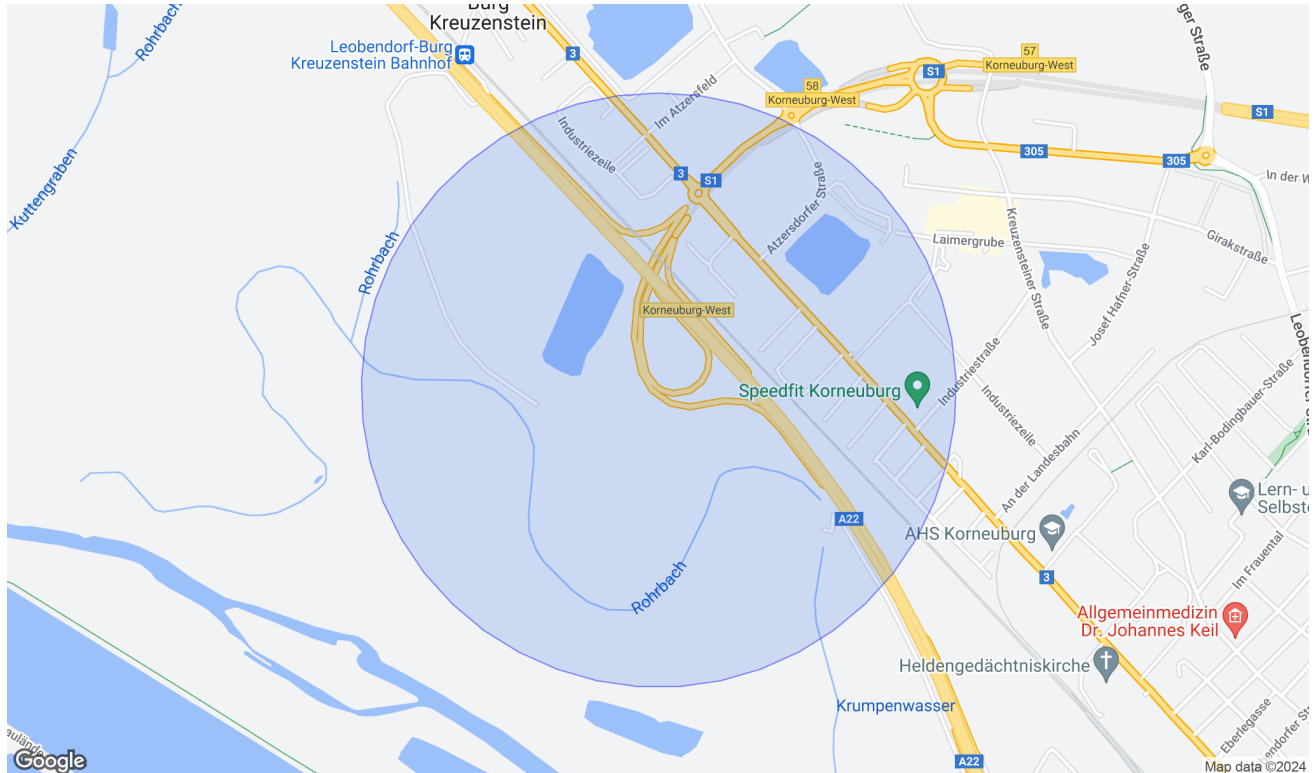 Burg
Kreuzenstein
Rohrbach
Leobendorf-Burg
Kreuzenstein Bahnhof
3
57
Korneuburg-West
S1
58
Korneuburg-West
S1
ger Straße
Im Atzersfeld
Industriezeile
305
305
3
S1
In der W
Kuttengraben
Atzersdorfer Straße
Kreuzensteiner Straße
Laimergrube
Girakstraße
Rohrbach
Josef Hafner-Straße
Korneuburg-West
Leobendorfer
Speedfit Korneuburg
Industriestraße
Industriezeile
Karl-Bodingbauer-Straße
An der Landesbahn
Lern- u
Selbst
A22
AHS Korneuburg
Im Frauental
3
Rohrbach
Allgemeinmedizin
Dr. Johannes Keil
Heldengedächtniskirche
Krumpenwasser
Eberlegasse
A22
Google
Map data ©2024